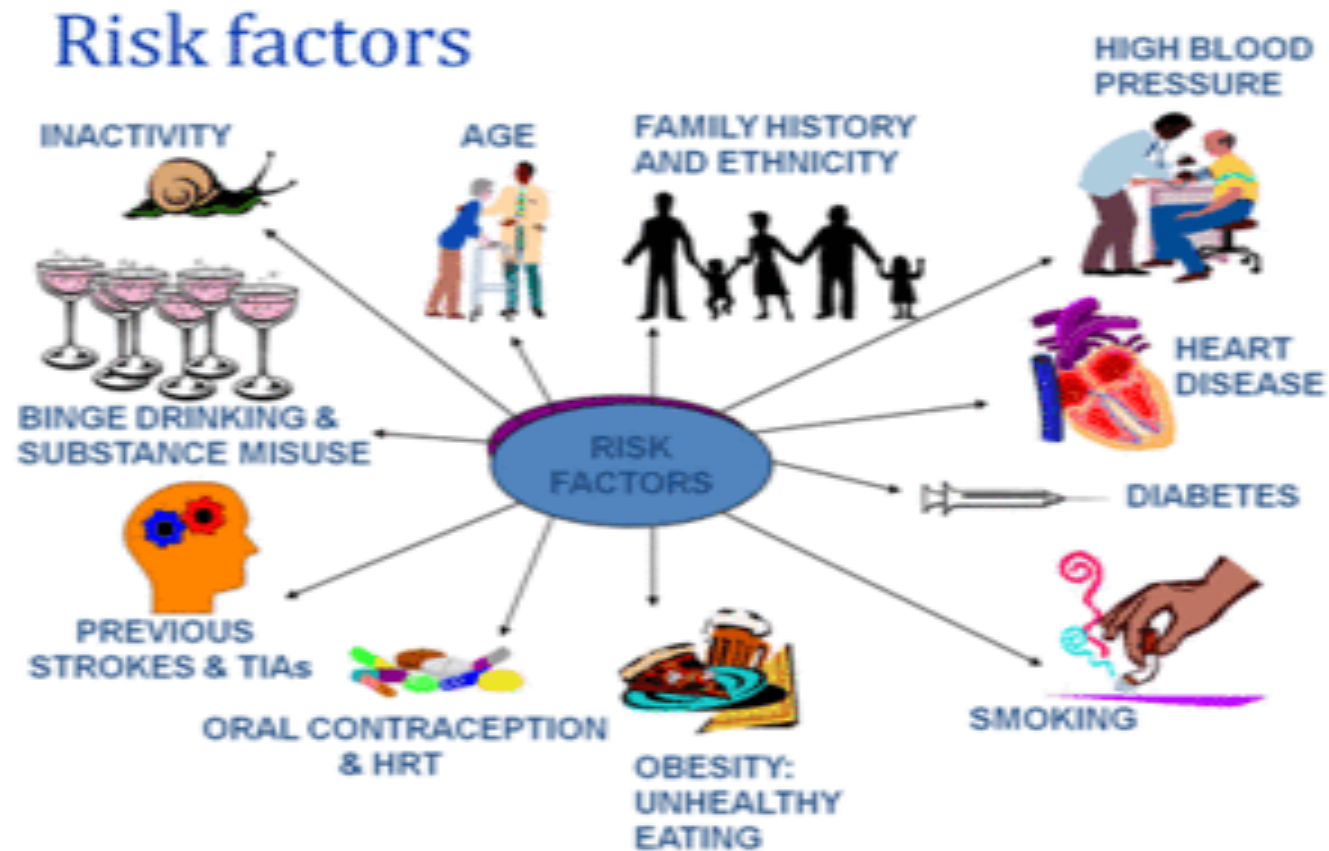 Risk factors
INACTIVITY
AGE
FAMILY HISTORY
AND ETHNICITY
HIGH BLOOD
PRESSURE
BINGE DRINKING &
SUBSTANCE MISUSE
RISK
FACTORS
HEART
DISEASE
DIABETES
PREVIOUS
STROKES & TIAs
ORAL CONTRACEPTION
& HRT
OBESITY:
UNHEALTHY
EATING
SMOKING